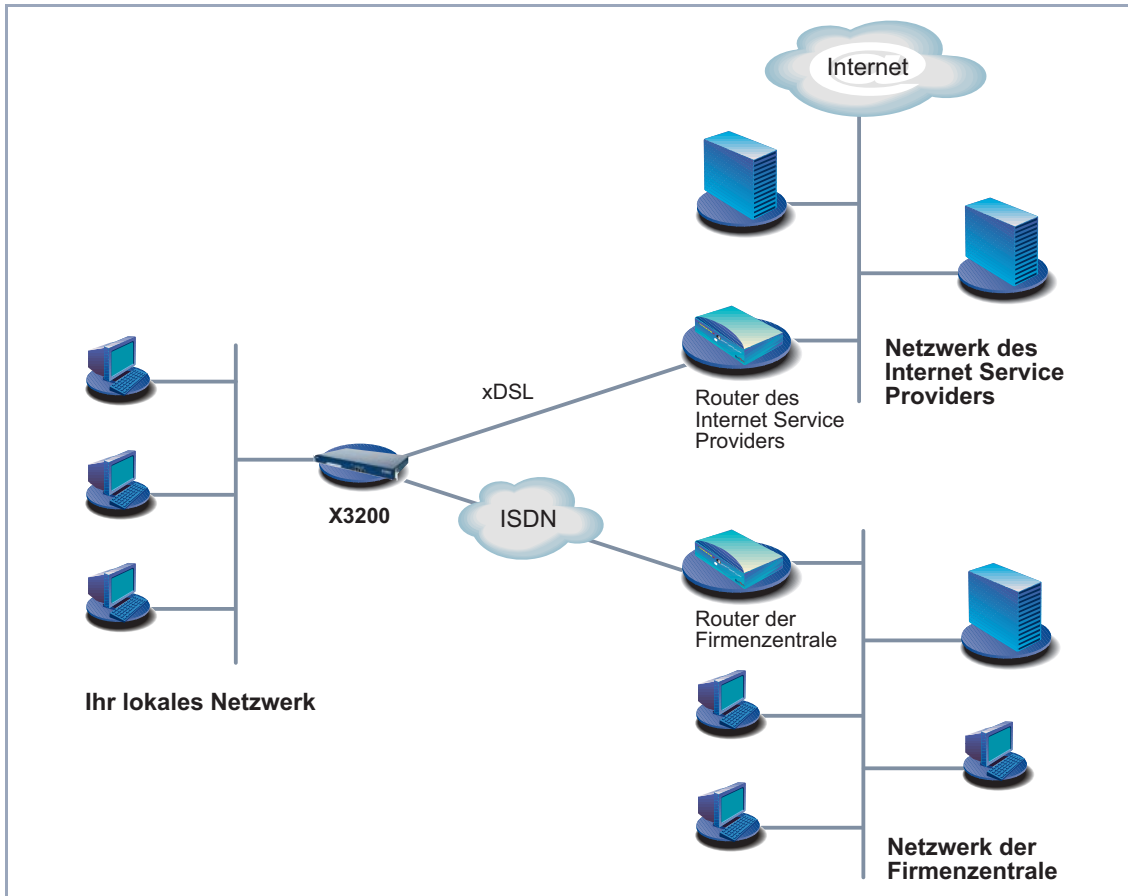 Internet
Netzwerk des
Internet Service
Providers
xDSL
Router des
Internet Service
Providers
X3200
ISDN
Router der
Firmenzentrale
Ihr lokales Netzwerk
Netzwerk der
Firmenzentrale